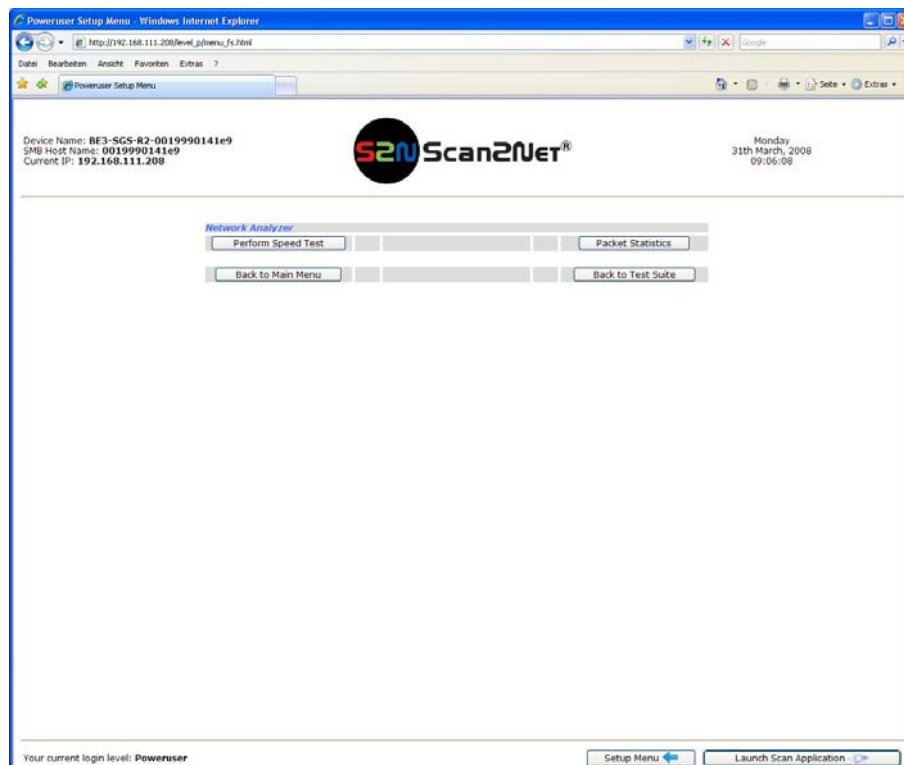 Poweruser Setup Menu - Windows Internet Explorer
http://192.168.111.208/level_p/menu_fs.html
Google
Datei Bearbeiten Ansicht Favoriten Extras ?
Poweruser Setup Menu
Seite Extras
Device Name: BE3-SGS-R2-0019990141e9
SMB Host Name: 0019990141e9
Current IP: 192.168.111.208
S2N Scan2Net®
Monday
31th March, 2008
09:06:08
Network Analyzer
Perform Speed Test Packet Statistics
Back to Main Menu Back to Test Suite
Your current login level: Poweruser
Setup Menu Launch Scan Application